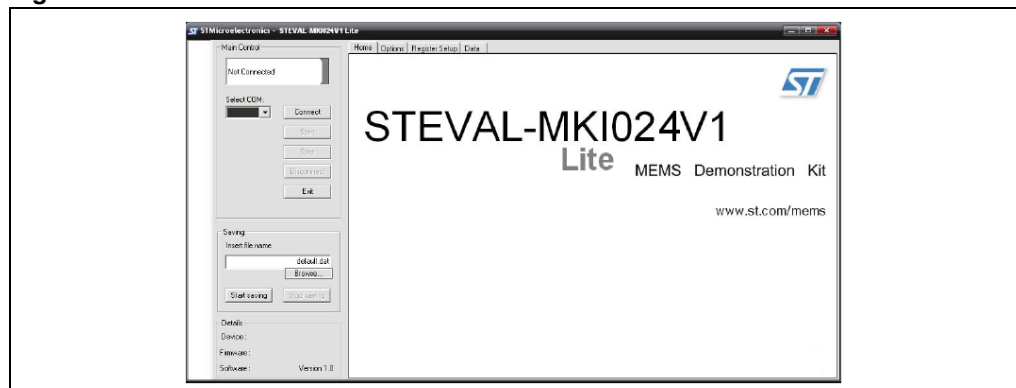 STMicroelectronics - STEVAL-MKI024V1 Lite
Main Control
Not Connected
Select COM:
Connect
Start
Stop
Disconnect
Exit
Saving
Insert file name
default.dat
Browse...
Start saving
Stop saving
Details
Device:
Firmware:
Software: Version 1.0
Home Options Register Setup Data
ST
STEVAL-MKI024V1
Lite
MEMS Demonstration Kit
www.st.com/mems